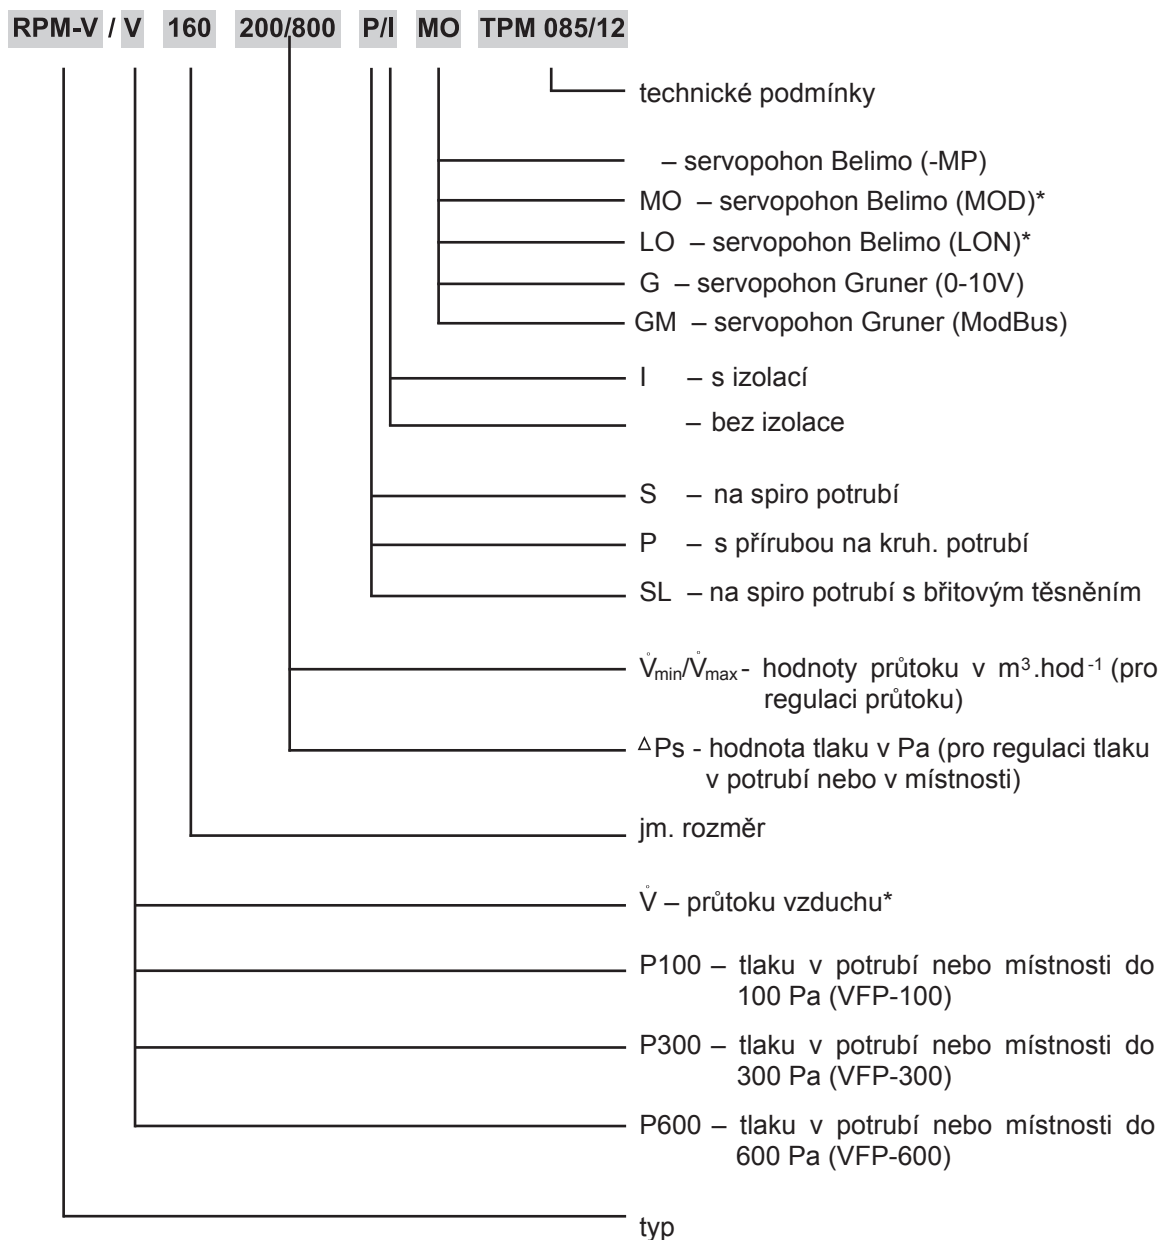 RPM-V / V 160 200/800 P/I MO TPM 085/12
technické podmínky
– servopohon Belimo (-MP)
MO – servopohon Belimo (MOD)*
LO – servopohon Belimo (LON)*
G – servopohon Gruner (0-10V)
GM – servopohon Gruner (ModBus)
I – s izolací
– bez izolace
S – na spiro potrubí
P – s přírubou na kruh. potrubí
SL – na spiro potrubí s břitovým těsněním
V̊min/V̊max - hodnoty průtoku v m³.hod⁻¹ (pro
regulaci průtoku)
ΔPs - hodnota tlaku v Pa (pro regulaci tlaku
v potrubí nebo v místnosti)
jm. rozměr
V̊ – průtoku vzduchu*
P100 – tlaku v potrubí nebo místnosti do
100 Pa (VFP-100)
P300 – tlaku v potrubí nebo místnosti do
300 Pa (VFP-300)
P600 – tlaku v potrubí nebo místnosti do
600 Pa (VFP-600)
typ